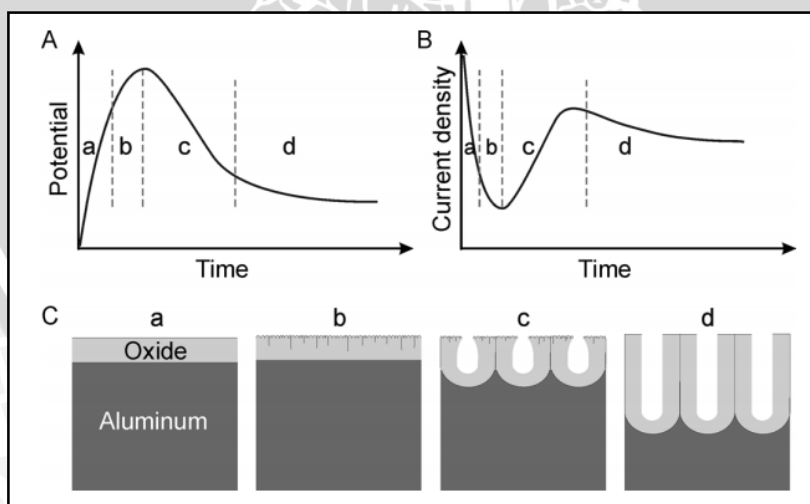 A
Potential
a
b
c
d
Time
B
Current density
a
b
c
d
Time
C
a
b
c
d
Oxide
Aluminum